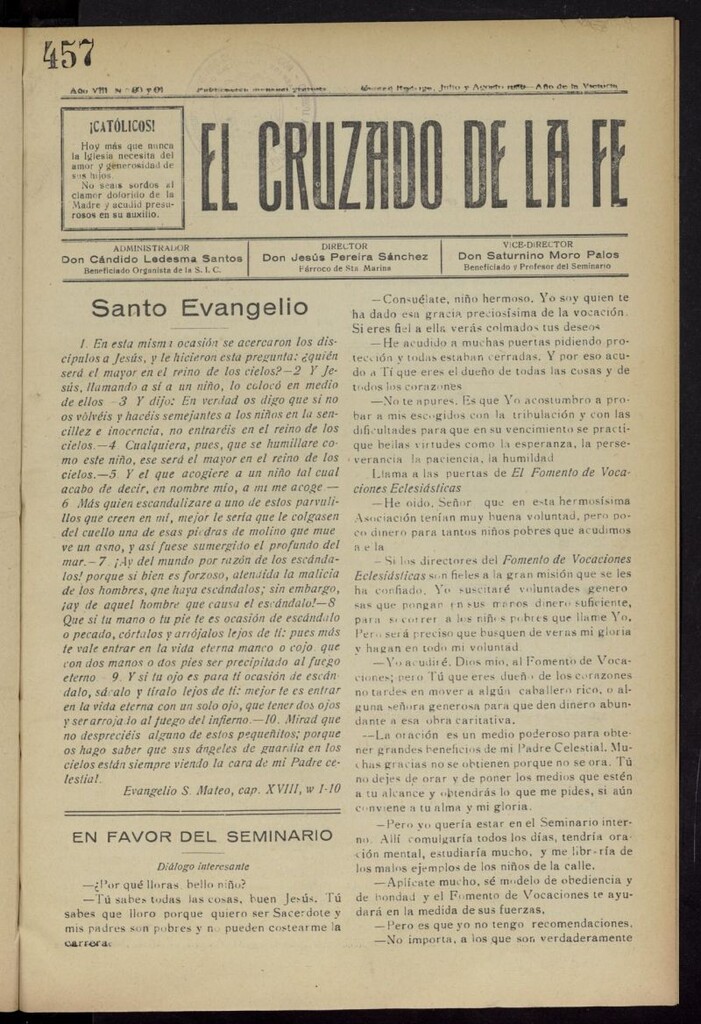 457
Año VIII N.º 90 y 91
Publicación mensual gratuita
Julio y Agosto Año de la Victoria
¡CATÓLICOS!
Hoy más que nunca
la Iglesia necesita del
amor y generosidad de
sus hijos.
No seais sordos al
clamor dolorido de la
Madre y acudid presu-
rosos en su auxilio.
EL CRUZADO DE LA FE
ADMINISTRADOR
Don Cándido Ledesma Santos
Beneficiado Organista de la S. I. C.
DIRECTOR
Don Jesús Pereira Sánchez
Párroco de Sta Marina
VICE-DIRECTOR
Don Saturnino Moro Palos
Beneficiado y Profesor del Seminario
Santo Evangelio
1. En esta misma ocasión se acercaron los dis-
cípulos a Jesús, y le hicieron esta pregunta: ¿quién
será el mayor en el reino de los cielos?—2 Y Je-
sús, llamando a sí a un niño, lo colocó en medio
de ellos —3 Y dijo: En verdad os digo que si no
os volvéis y hacéis semejantes a los niños en la sen-
cillez e inocencia, no entraréis en el reino de los
cielos.—4 Cualquiera, pues, que se humillare co-
mo este niño, ese será el mayor en el reino de los
cielos.—5 Y el que acogiere a un niño tal cual
acabo de decir, en nombre mío, a mi me acoge —
6 Más quien escandalizare a uno de estos parvuli-
llos que creen en mí, mejor le sería que le colgasen
del cuello una de esas piedras de molino que mue
ve un asno, y así fuese sumergido el profundo del
mar.—7 ¡Ay del mundo por razón de los escánda-
los! porque si bien es forzoso, atendida la malicia
de los hombres, que haya escándalos; sin embargo,
¡ay de aquel hombre que causa el escándalo!—8
Que si tu mano o tu pie te es ocasión de escándalo
o pecado, córtalos y arrójalos lejos de tí: pues más
te vale entrar en la vida eterna manco o cojo que
con dos manos o dos pies ser precipitado al fuego
eterno —9 Y si tu ojo es para tí ocasión de escán
dalo, sácalo y tíralo lejos de tí: mejor te es entrar
en la vida eterna con un solo ojo, que tener dos ojos
y ser arrojado al fuego del infierno.—10. Mirad que
no despreciéis alguno de estos pequeñitos; porque
os hago saber que sus ángeles de guardia en los
cielos están siempre viendo la cara de mi Padre ce-
lestial.
Evangelio S. Mateo, cap. XVIII, w 1-10
EN FAVOR DEL SEMINARIO
Diálogo interesante
—¿Por qué lloras, bello niño?
—Tú sabes todas las cosas, buen Jesús. Tú
sabes que lloro porque quiero ser Sacerdote y
mis padres son pobres y no pueden costearme la
carrera.
—Consuélate, niño hermoso. Yo soy quien te
ha dado esa gracia preciosísima de la vocación.
Si eres fiel a ella verás colmados tus deseos
—He acudido a muchas puertas pidiendo pro-
tección y todas estaban cerradas. Y por eso acu-
do a Tí que eres el dueño de todas las cosas y de
todos los corazones
—No te apures. Es que Yo acostumbro a pro-
bar a mis escogidos con la tribulación y con las
dificultades para que en su vencimiento se practi-
que bellas virtudes como la esperanza, la perse-
verancia la paciencia, la humildad
Llama a las puertas de El Fomento de Voca-
ciones Eclesiásticas
—He oido, Señor que en esta hermosísima
Asociación tenían muy buena voluntad, pero po-
co dinero para tantos niños pobres que acudimos
a e la
—Si los directores del Fomento de Vocaciones
Eclesiásticas son fieles a la gran misión que se les
ha confiado, Yo suscitaré voluntades genero
sas que pongan en sus manos dinero suficiente,
para socorrer a los niños pobres que llame Yo.
Pero será preciso que busquen de veras mi gloria
y hagan en todo mi voluntad
—Yo acudiré, Dios mío, al Fomento de Voca-
ciones; pero Tú que eres dueño de los corazones
no tardes en mover a algún caballero rico, o al-
guna señora generosa para que den dinero abun-
dante a esa obra caritativa.
—La oración es un medio poderoso para obte-
ner grandes beneficios de mi Padre Celestial. Mu-
chas gracias no se obtienen porque no se ora. Tú
no dejes de orar y de poner los medios que estén
a tu alcance y obtendrás lo que me pides, si aún
conviene a tu alma y mi gloria.
—Pero yo quería estar en el Seminario inter-
no. Allí comulgaría todos los días, tendría ora-
ción mental, estudiaría mucho, y me libraría de
los malos ejemplos de los niños de la calle.
—Aplícate mucho, sé modelo de obediencia y
de bondad y el Fomento de Vocaciones te ayu-
dará en la medida de sus fuerzas,
—Pero es que yo no tengo recomendaciones.
—No importa, a los que son verdaderamente